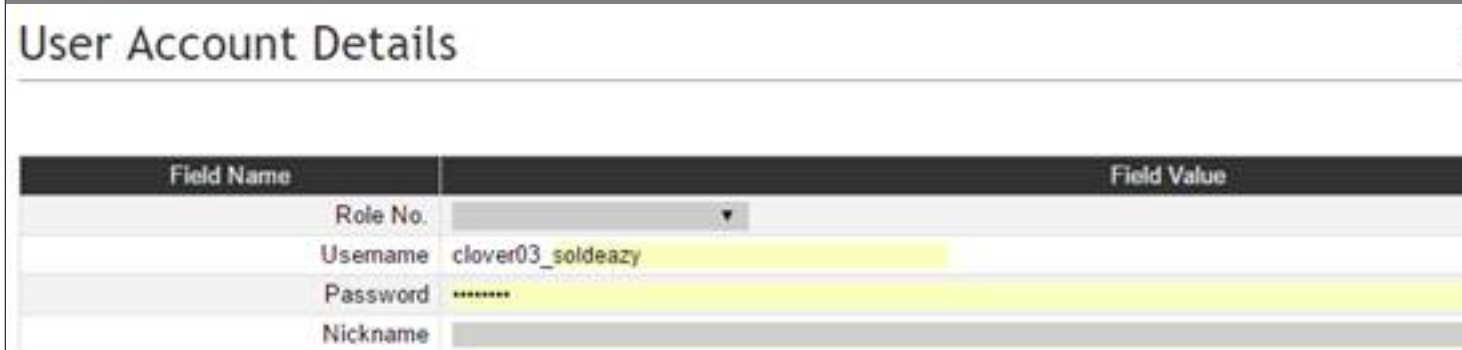 User Account Details
Field Name Field Value
Role No. ▼
Username clover03_soldeazy
Password ••••••••
Nickname